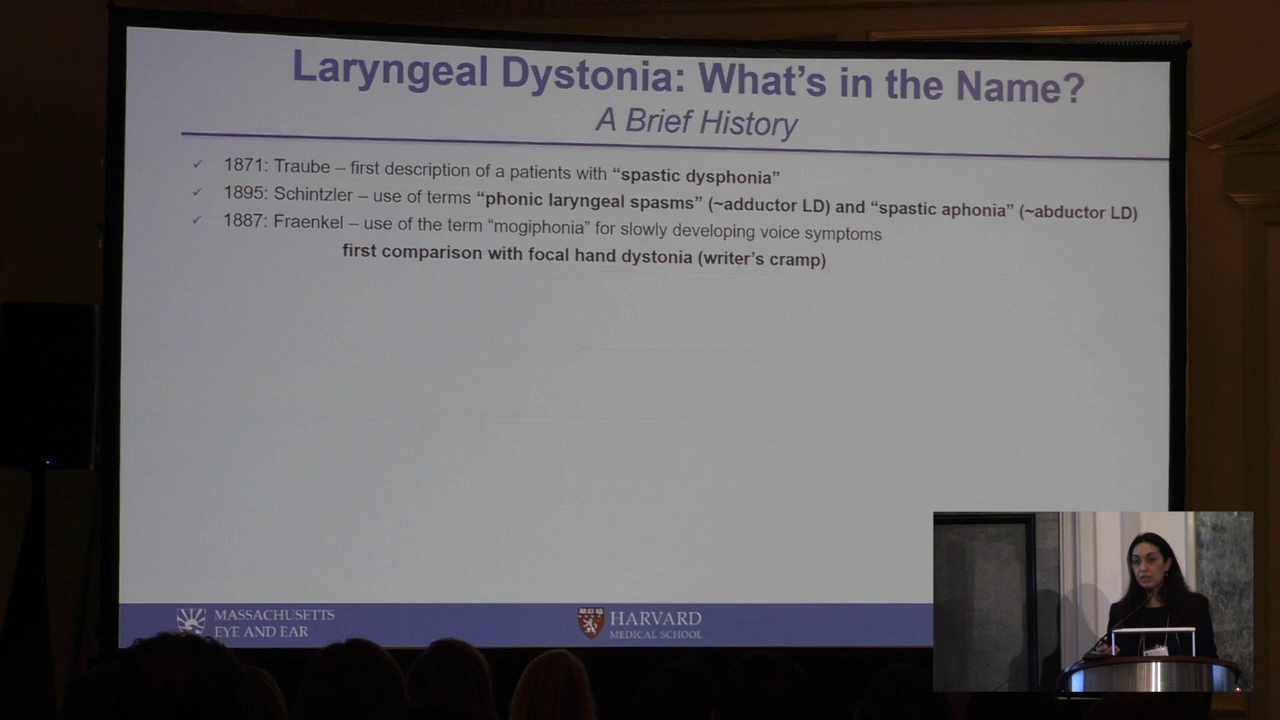 Laryngeal Dystonia: What's in the Name?
A Brief History
✓ 1871: Traube – first description of a patients with “spastic dysphonia”
✓ 1895: Schintzler – use of terms “phonic laryngeal spasms” (~adductor LD) and “spastic aphonia” (~abductor LD)
✓ 1887: Fraenkel – use of the term “mogiphonia” for slowly developing voice symptoms
first comparison with focal hand dystonia (writer's cramp)
MASSACHUSETTS
EYE AND EAR
HARVARD
MEDICAL SCHOOL